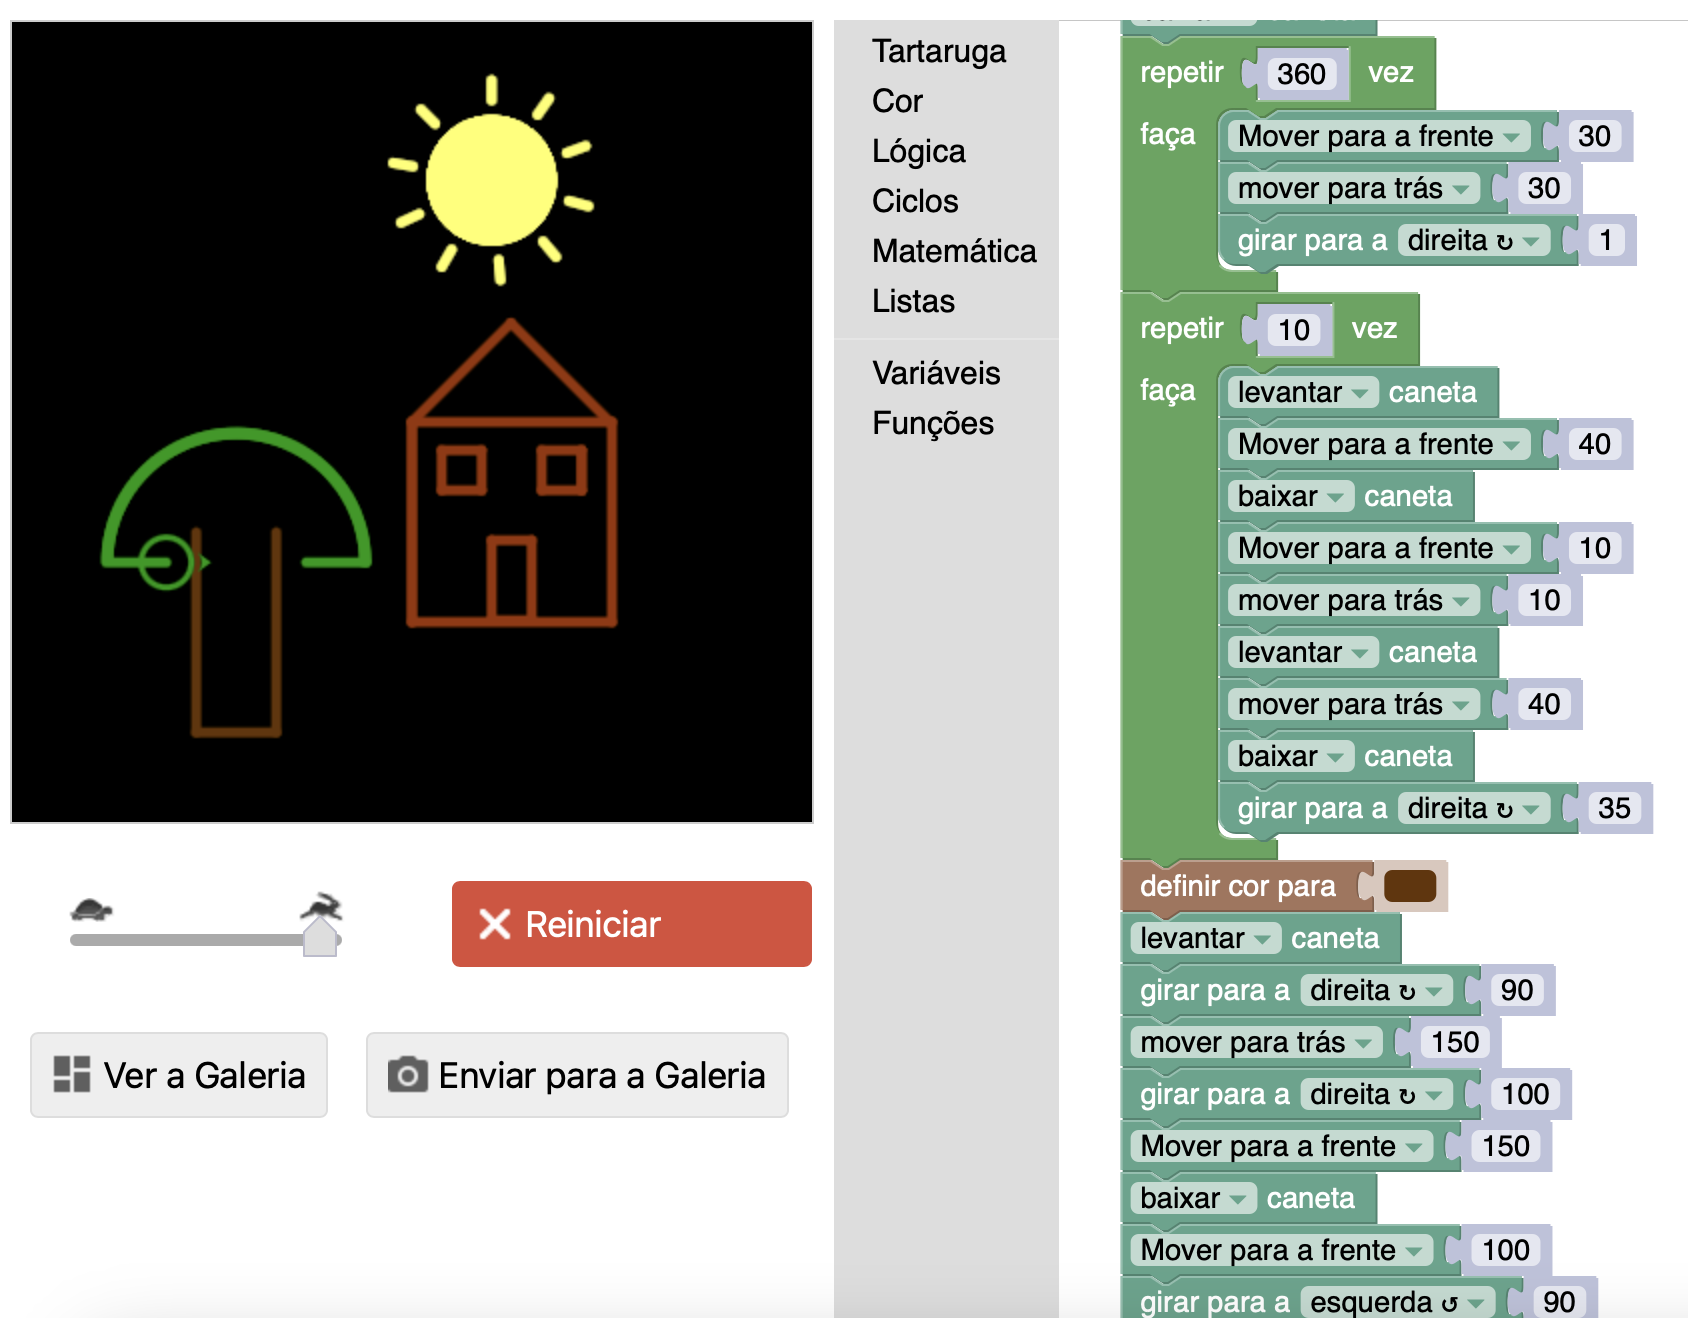 Tartaruga
Cor
Lógica
Ciclos
Matemática
Listas
Variáveis
Funções
repetir 360 vez
faça Mover para a frente 30
mover para trás 30
girar para a direita ↻ 1
repetir 10 vez
faça levantar caneta
Mover para a frente 40
baixar caneta
Mover para a frente 10
mover para trás 10
levantar caneta
mover para trás 40
baixar caneta
girar para a direita ↻ 35
definir cor para
levantar caneta
girar para a direita ↻ 90
mover para trás 150
girar para a direita ↻ 100
Mover para a frente 150
baixar caneta
Mover para a frente 100
girar para a esquerda ↺ 90
Reiniciar
Ver a Galeria
Enviar para a Galeria